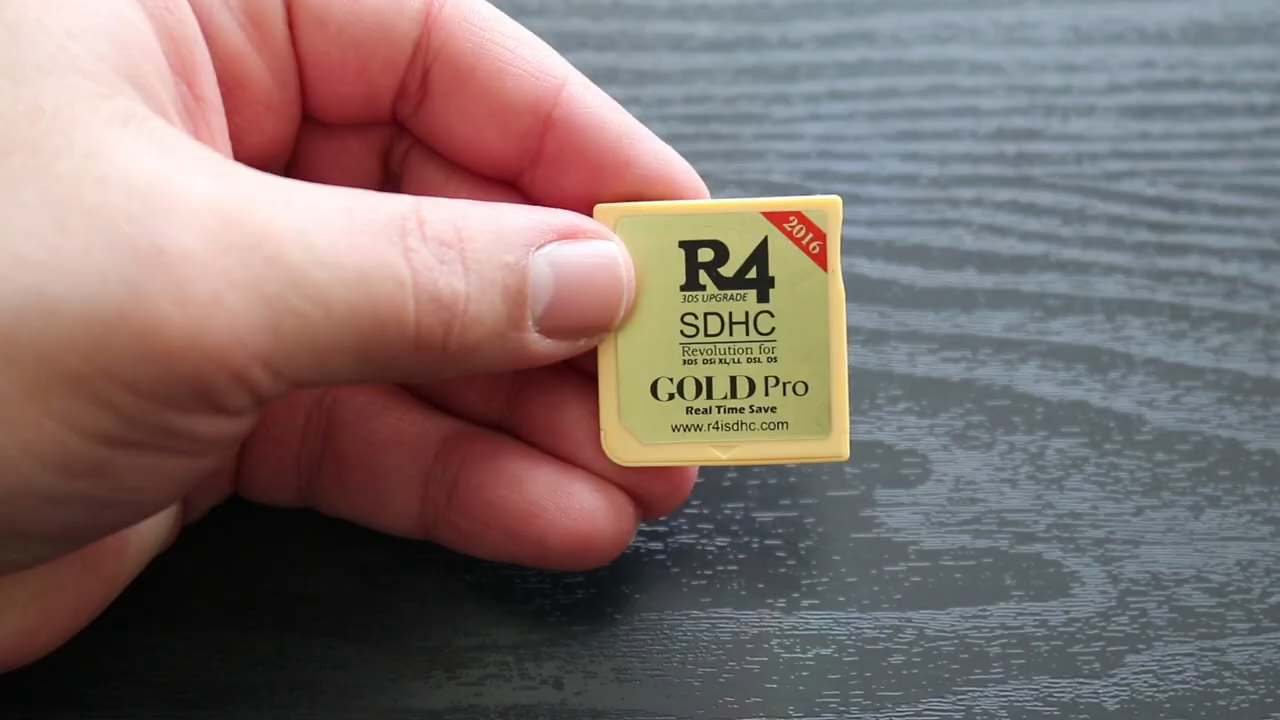 2016
R4
3DS UPGRADE
SDHC
Revolution for
3DS DSi XL/LL DSL DS
GOLD Pro
Real Time Save
www.r4isdhc.com